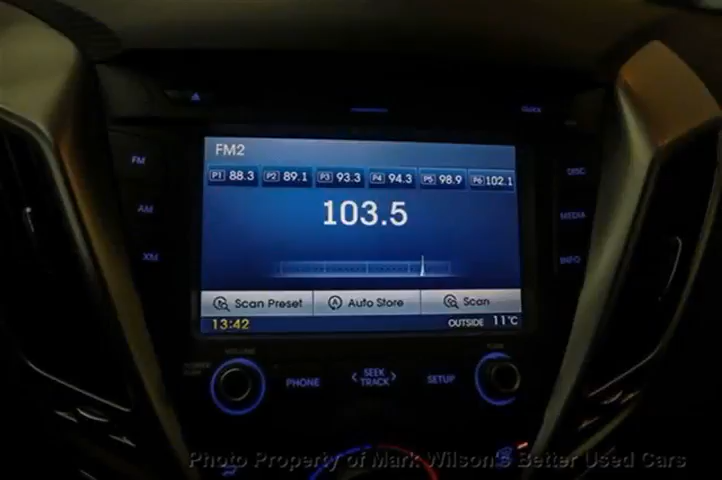 CLOCK
FM2
FM
DISC
P1 88.3 P2 89.1 P3 93.3 P4 94.3 P5 98.9 P6 102.1
103.5
AM
MEDIA
XM
INFO
Scan Preset Auto Store Scan
13:42 OUTSIDE 11°C
VOLUME
TUNE
PHONE SEEK TRACK SETUP
Photo Property of Mark Wilson's Better Used Cars